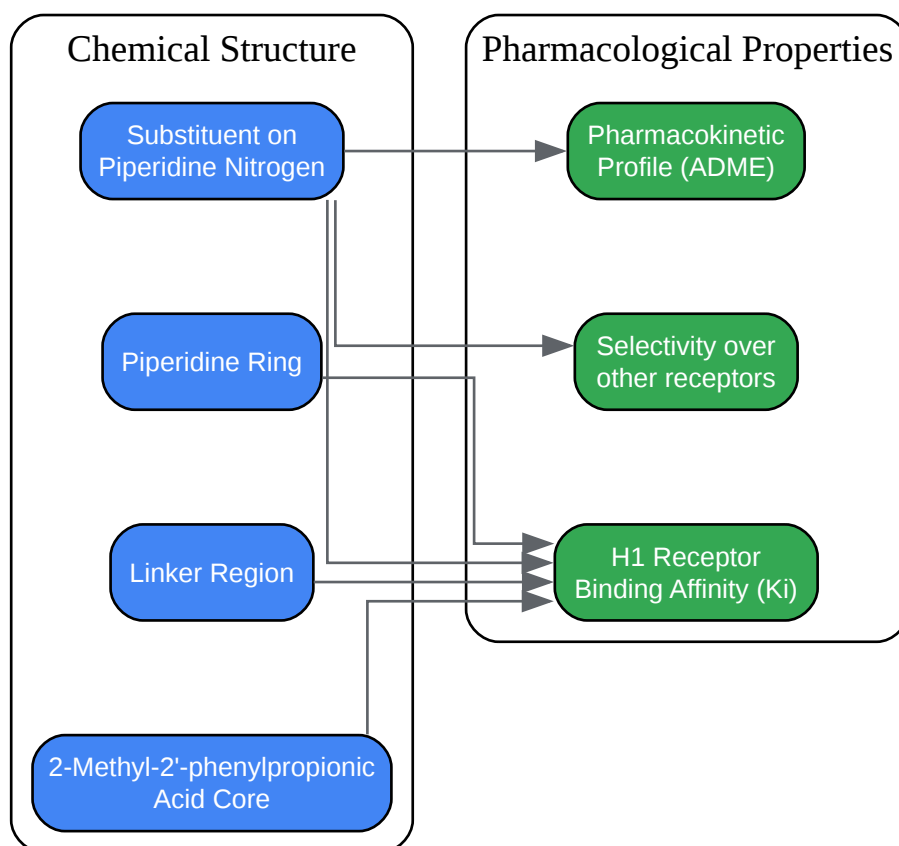 Chemical Structure
Substituent on
Piperidine Nitrogen
Piperidine Ring
Linker Region
2-Methyl-2'-phenylpropionic
Acid Core
Pharmacological Properties
Pharmacokinetic
Profile (ADME)
Selectivity over
other receptors
H1 Receptor
Binding Affinity (Ki)